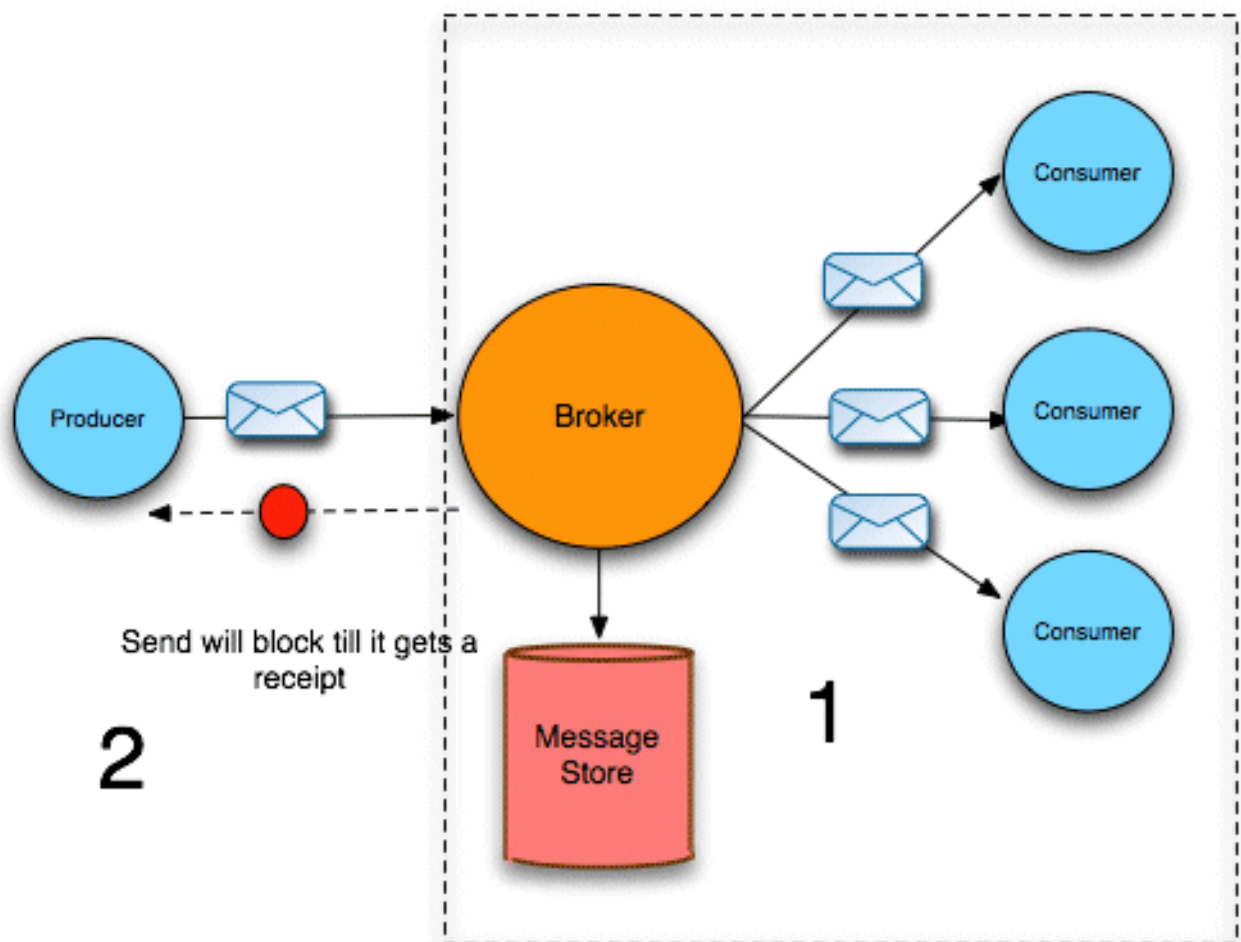 Consumer
Producer
Broker
Consumer
Send will block till it gets a
receipt
Consumer
2
1
Message
Store